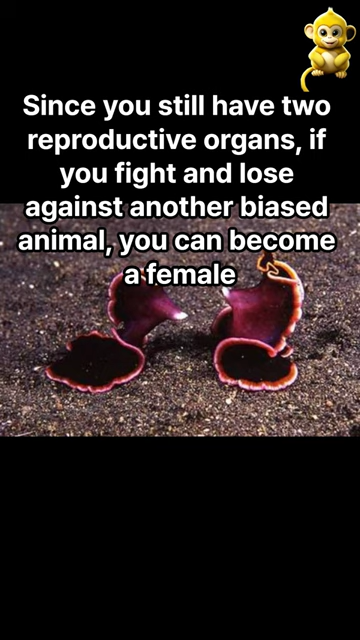 Since you still have two
reproductive organs, if
you fight and lose
against another biased
animal, you can become
a female